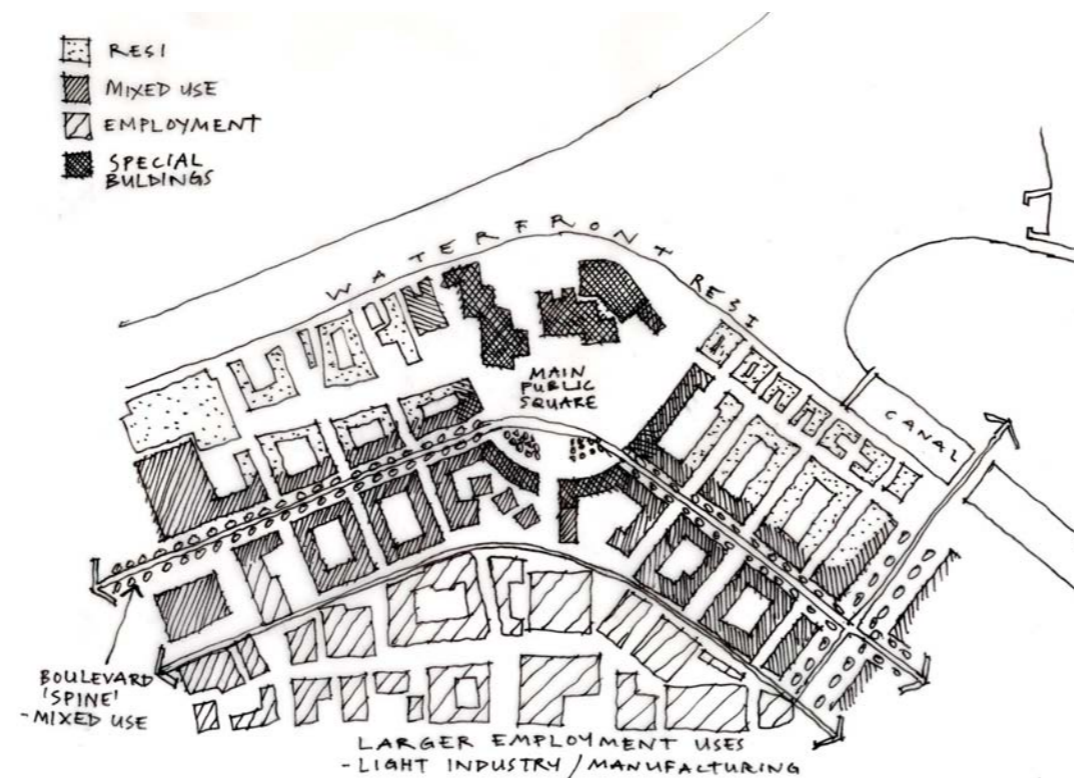 RESI
MIXED USE
EMPLOYMENT
SPECIAL
BULDINGS
WATERFRONT RESI
MAIN
PUBLIC
SQUARE
CANAL
BOULEVARD
'SPINE'
- MIXED USE
LARGER EMPLOYMENT USES
- LIGHT INDUSTRY / MANUFACTURING